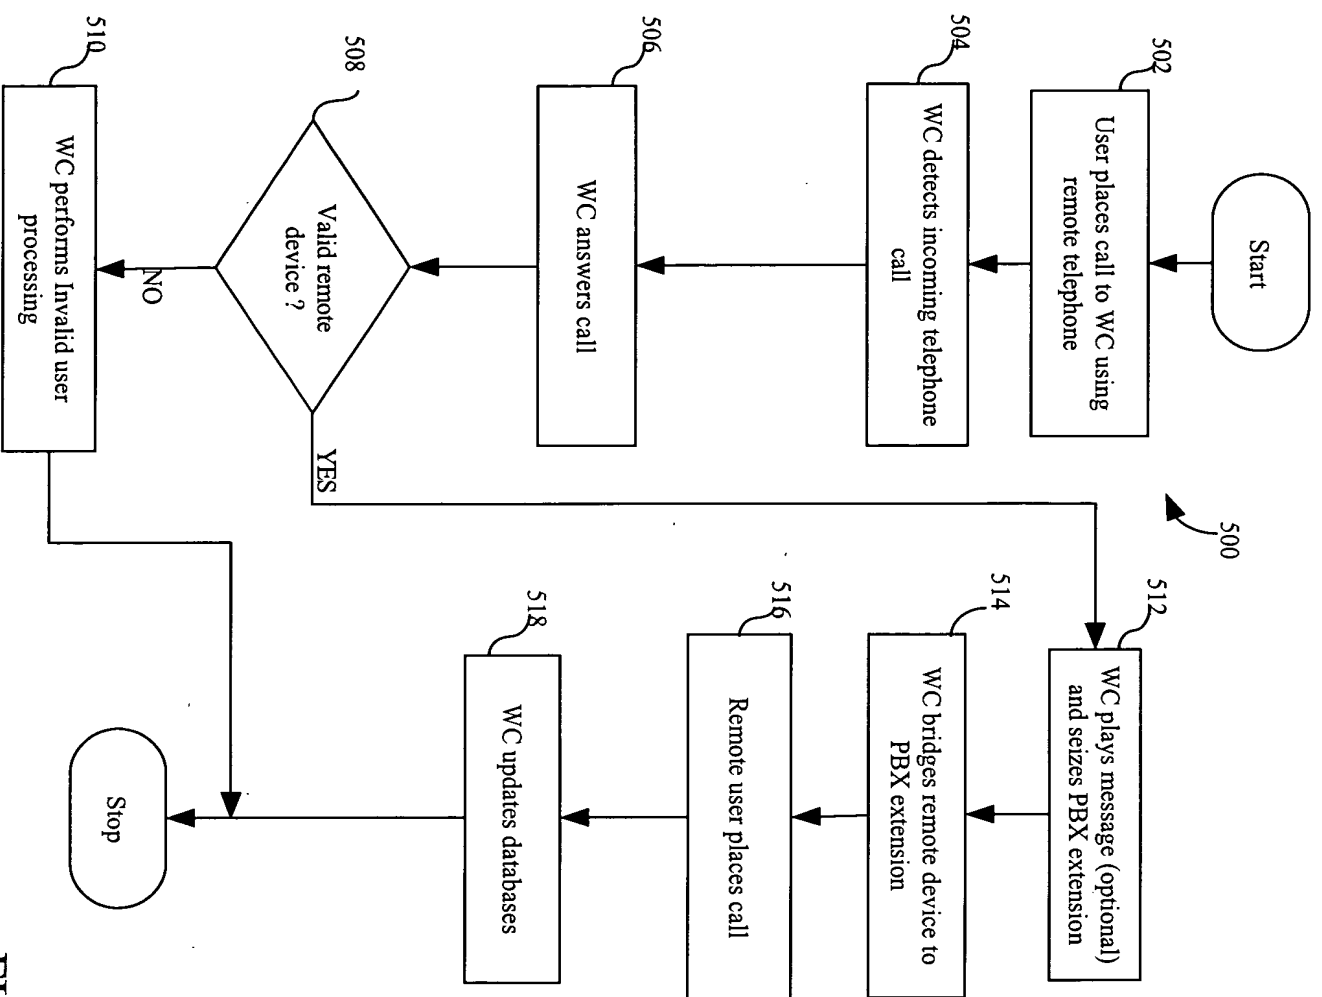 Start
502
User places call to WC using
remote telephone
504
WC detects incoming telephone
call
506
WC answers call
508
Valid remote
device ?
NO
YES
510
WC performs Invalid user
processing
500
512
WC plays message (optional)
and seizes PBX extension
514
WC bridges remote device to
PBX extension
516
Remote user places call
518
WC updates databases
Stop